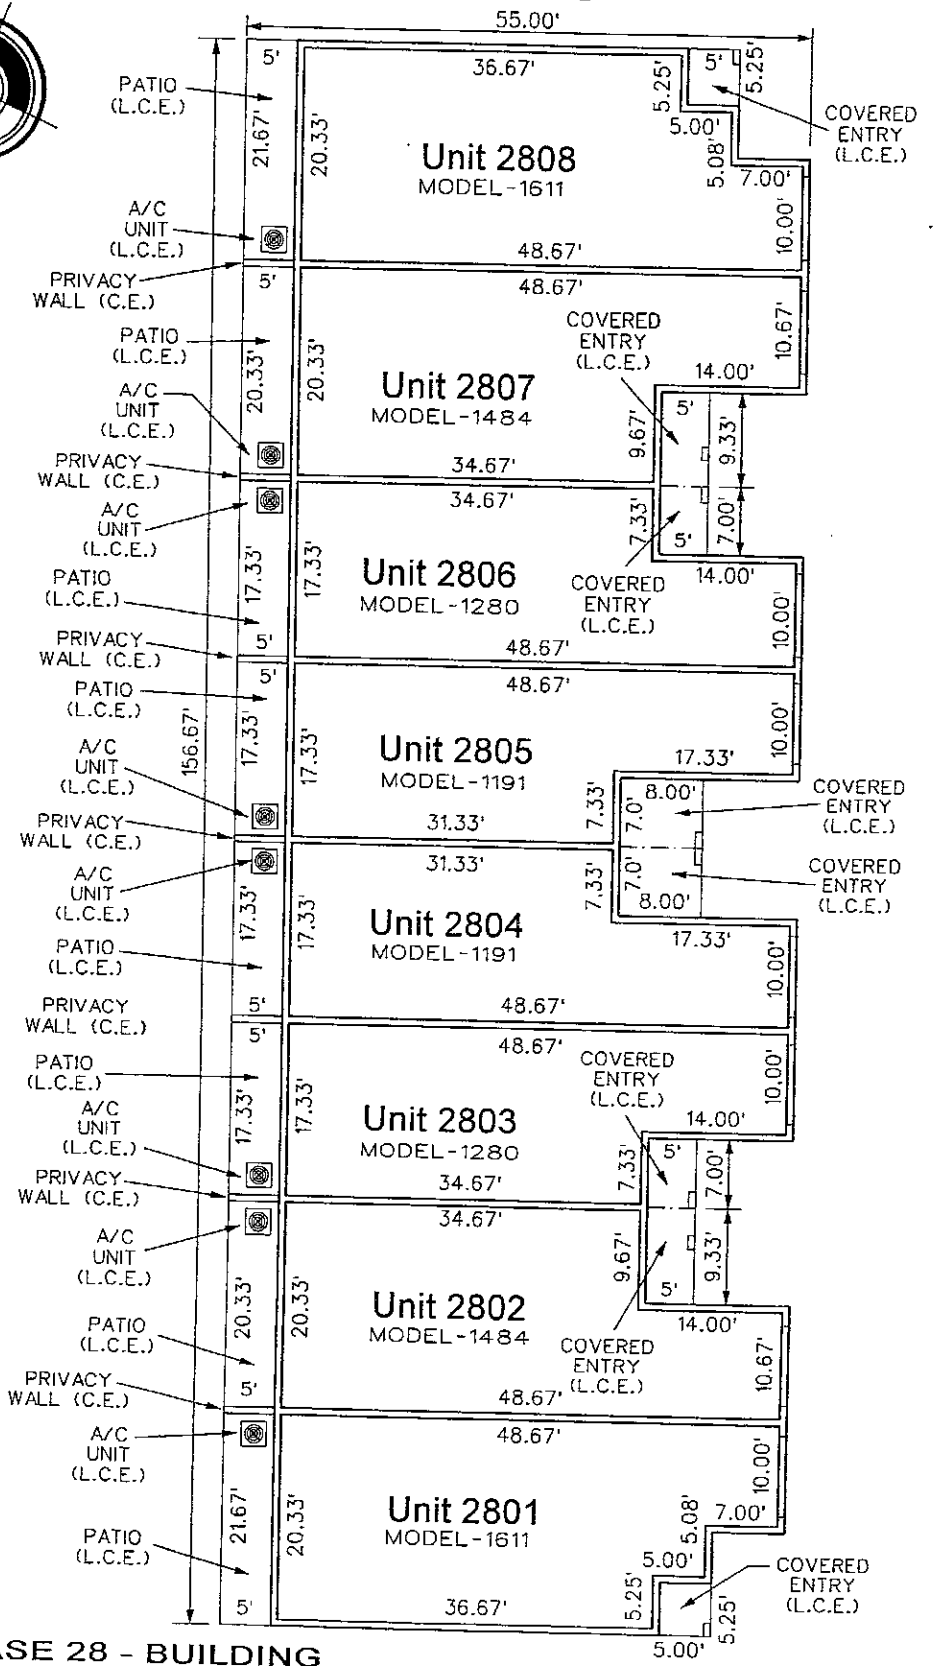 55.00'
5'
36.67'
5'
5.25'
5.25'
PATIO
(L.C.E.)
21.67'
20.33'
Unit 2808
MODEL-1611
5.00'
5.08'
7.00'
10.00'
COVERED
ENTRY
(L.C.E.)
A/C
UNIT
(L.C.E.)
48.67'
PRIVACY
WALL (C.E.)
5'
48.67'
PATIO
(L.C.E.)
20.33'
20.33'
COVERED
ENTRY
(L.C.E.)
10.67'
14.00'
Unit 2807
MODEL-1484
A/C
UNIT
(L.C.E.)
9.67'
5'
9.33'
34.67'
PRIVACY
WALL (C.E.)
34.67'
A/C
UNIT
(L.C.E.)
7.33'
5'
7.00'
14.00'
17.33'
17.33'
Unit 2806
MODEL-1280
COVERED
ENTRY
(L.C.E.)
10.00'
PATIO
(L.C.E.)
5'
48.67'
PRIVACY
WALL (C.E.)
5'
48.67'
PATIO
(L.C.E.)
156.67'
17.33'
17.33'
Unit 2805
MODEL-1191
10.00'
17.33'
A/C
UNIT
(L.C.E.)
7.33'
7.0'
8.00'
COVERED
ENTRY
(L.C.E.)
31.33'
PRIVACY
WALL (C.E.)
31.33'
A/C
UNIT
(L.C.E.)
7.33'
7.0'
8.00'
COVERED
ENTRY
(L.C.E.)
17.33'
17.33'
17.33'
Unit 2804
MODEL-1191
10.00'
PATIO
(L.C.E.)
5'
48.67'
PRIVACY
WALL (C.E.)
5'
48.67'
PATIO
(L.C.E.)
17.33'
17.33'
COVERED
ENTRY
(L.C.E.)
10.00'
14.00'
Unit 2803
MODEL-1280
A/C
UNIT
(L.C.E.)
7.33'
5'
7.00'
34.67'
PRIVACY
WALL (C.E.)
34.67'
A/C
UNIT
(L.C.E.)
9.67'
5'
9.33'
14.00'
20.33'
20.33'
Unit 2802
MODEL-1484
COVERED
ENTRY
(L.C.E.)
10.67'
PATIO
(L.C.E.)
5'
48.67'
PRIVACY
WALL (C.E.)
48.67'
A/C
UNIT
(L.C.E.)
10.00'
7.00'
21.67'
20.33'
Unit 2801
MODEL-1611
5.08'
5.00'
PATIO
(L.C.E.)
5'
36.67'
5.25'
5.25'
COVERED
ENTRY
(L.C.E.)
5.00'
ASE 28 - BUILDING